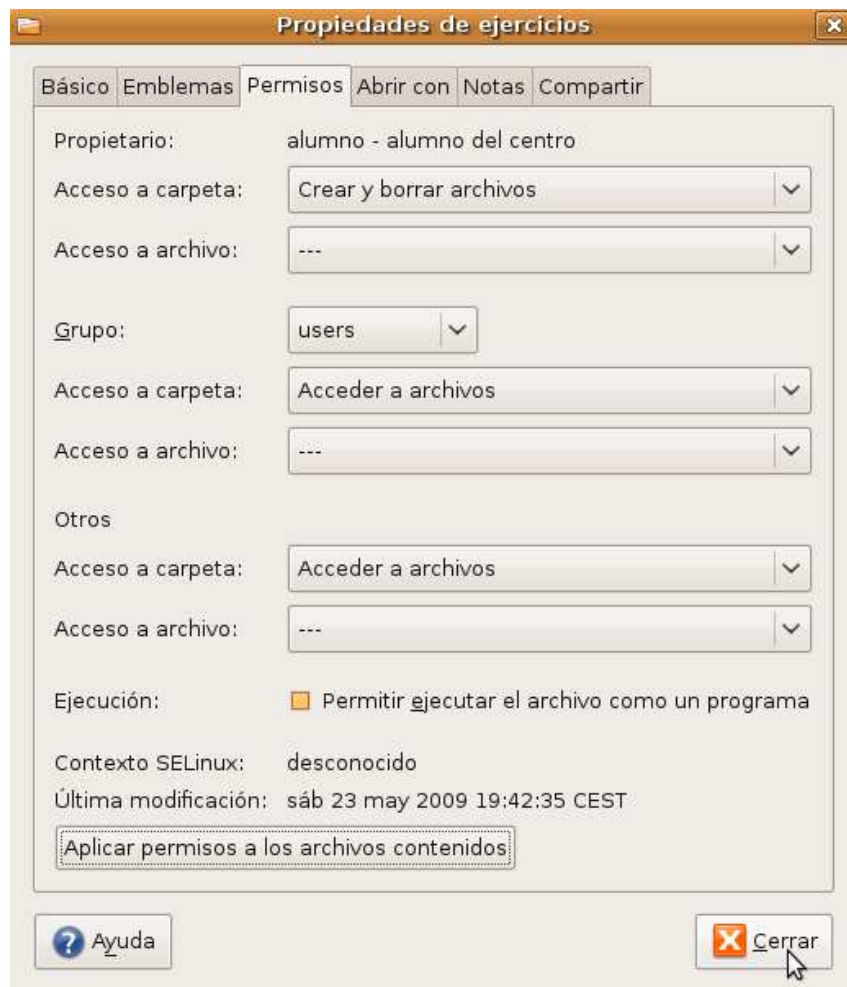 Propiedades de ejercicios
Básico Emblemas Permisos Abrir con Notas Compartir
Propietario: alumno - alumno del centro
Acceso a carpeta: Crear y borrar archivos
Acceso a archivo: ---
Grupo: users
Acceso a carpeta: Acceder a archivos
Acceso a archivo: ---
Otros
Acceso a carpeta: Acceder a archivos
Acceso a archivo: ---
Ejecución: Permitir ejecutar el archivo como un programa
Contexto SELinux: desconocido
Última modificación: sáb 23 may 2009 19:42:35 CEST
Aplicar permisos a los archivos contenidos
Ayuda Cerrar